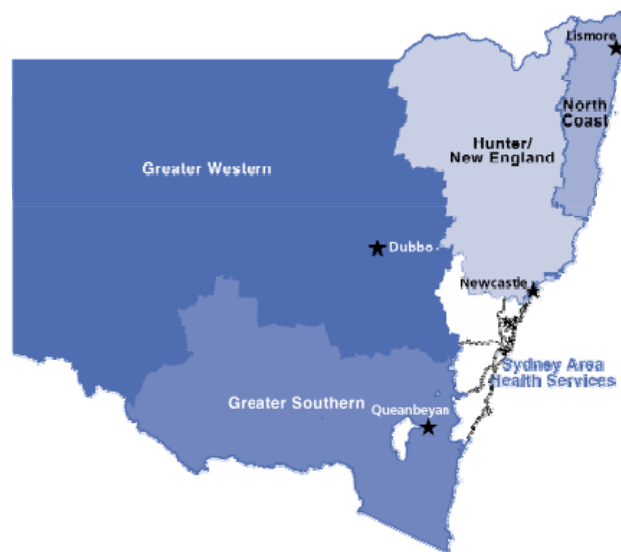 Lismore
North
Coast
Hunter/
New England
Greater Western
Dubbo
Newcastle
Sydney Area
Health Services
Greater Southern
Queanbeyan